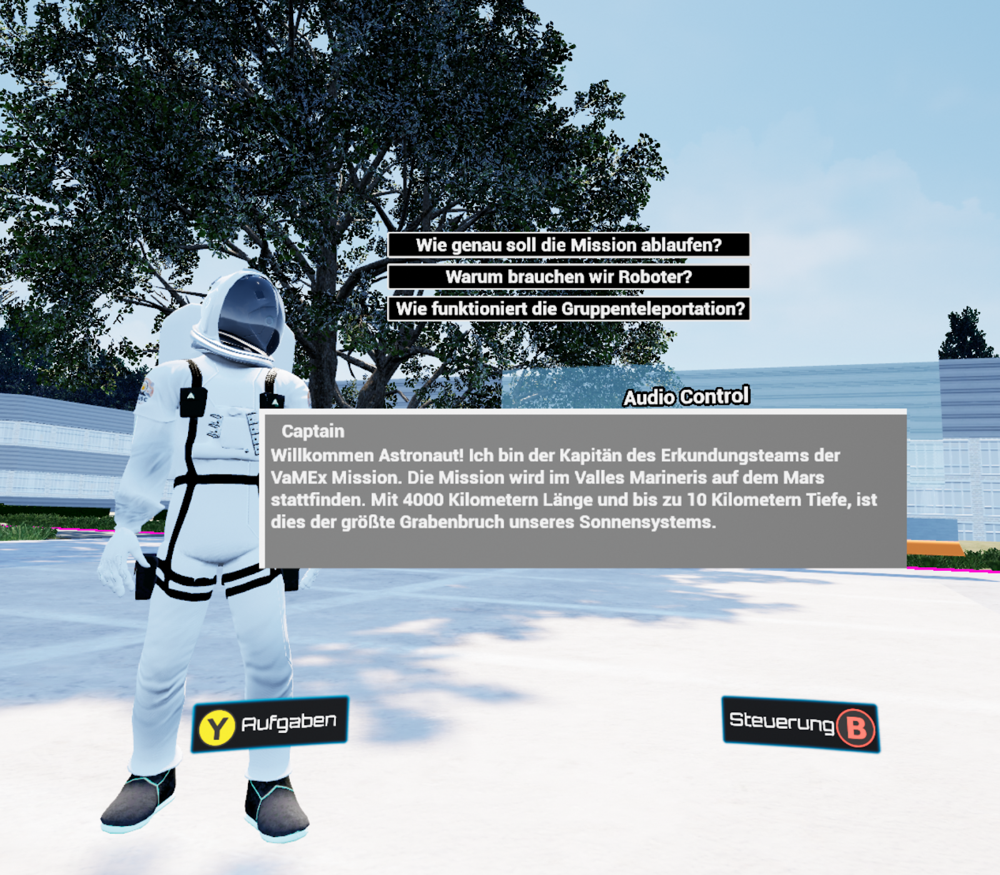 Wie genau soll die Mission ablaufen?
Warum brauchen wir Roboter?
Wie funktioniert die Gruppenteleportation?
Audio Control
Captain
Willkommen Astronaut! Ich bin der Kapitän des Erkundungsteams der
VaMEx Mission. Die Mission wird im Valles Marineris auf dem Mars
stattfinden. Mit 4000 Kilometern Länge und bis zu 10 Kilometern Tiefe, ist
dies der größte Grabenbruch unseres Sonnensystems.
Y Aufgaben
Steuerung B